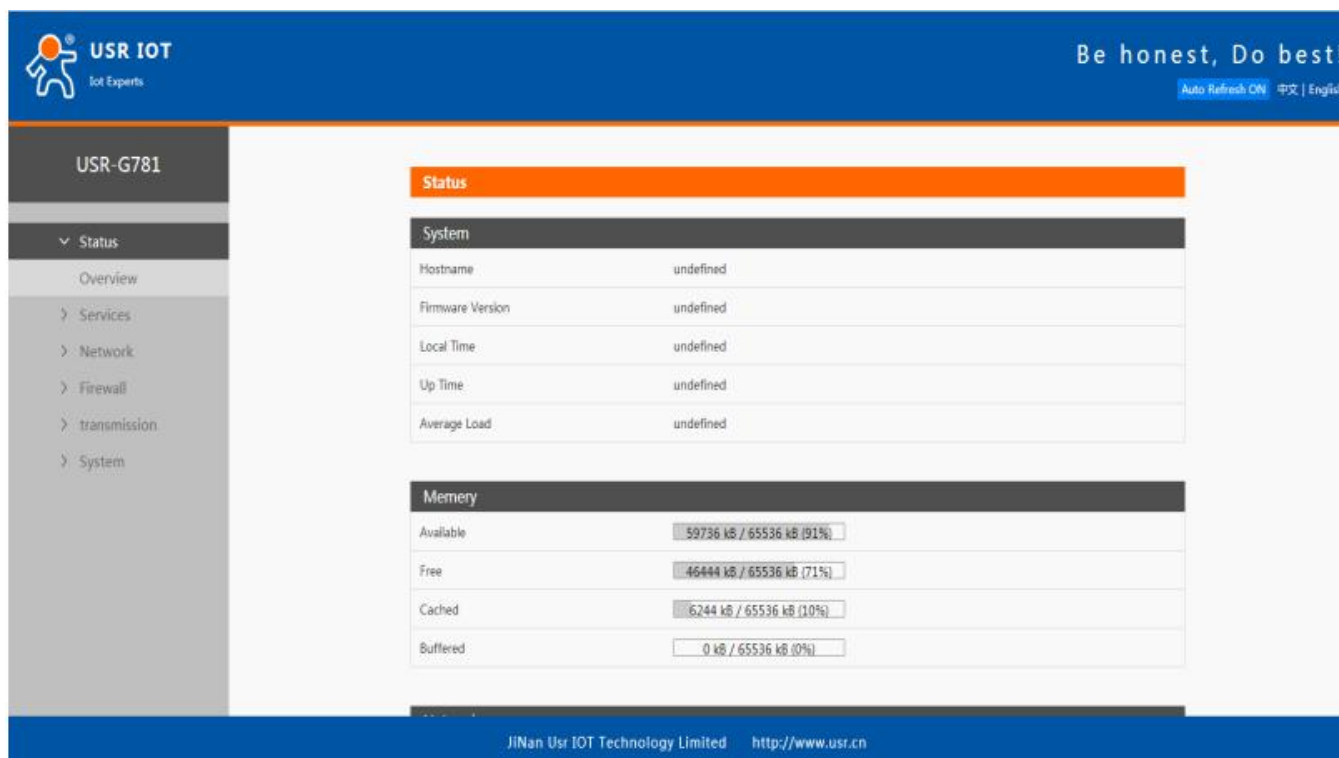 USR IOT
Iot Experts
Be honest, Do best!
Auto Refresh ON 中文 | English
USR-G781
Status
Overview
Services
Network
Firewall
transmission
System
Status
System
Hostname undefined
Firmware Version undefined
Local Time undefined
Up Time undefined
Average Load undefined
Memery
Available 59736 kB / 65536 kB (91%)
Free 46444 kB / 65536 kB (71%)
Cached 6244 kB / 65536 kB (10%)
Buffered 0 kB / 65536 kB (0%)
JiNan Usr IOT Technology Limited http://www.usr.cn